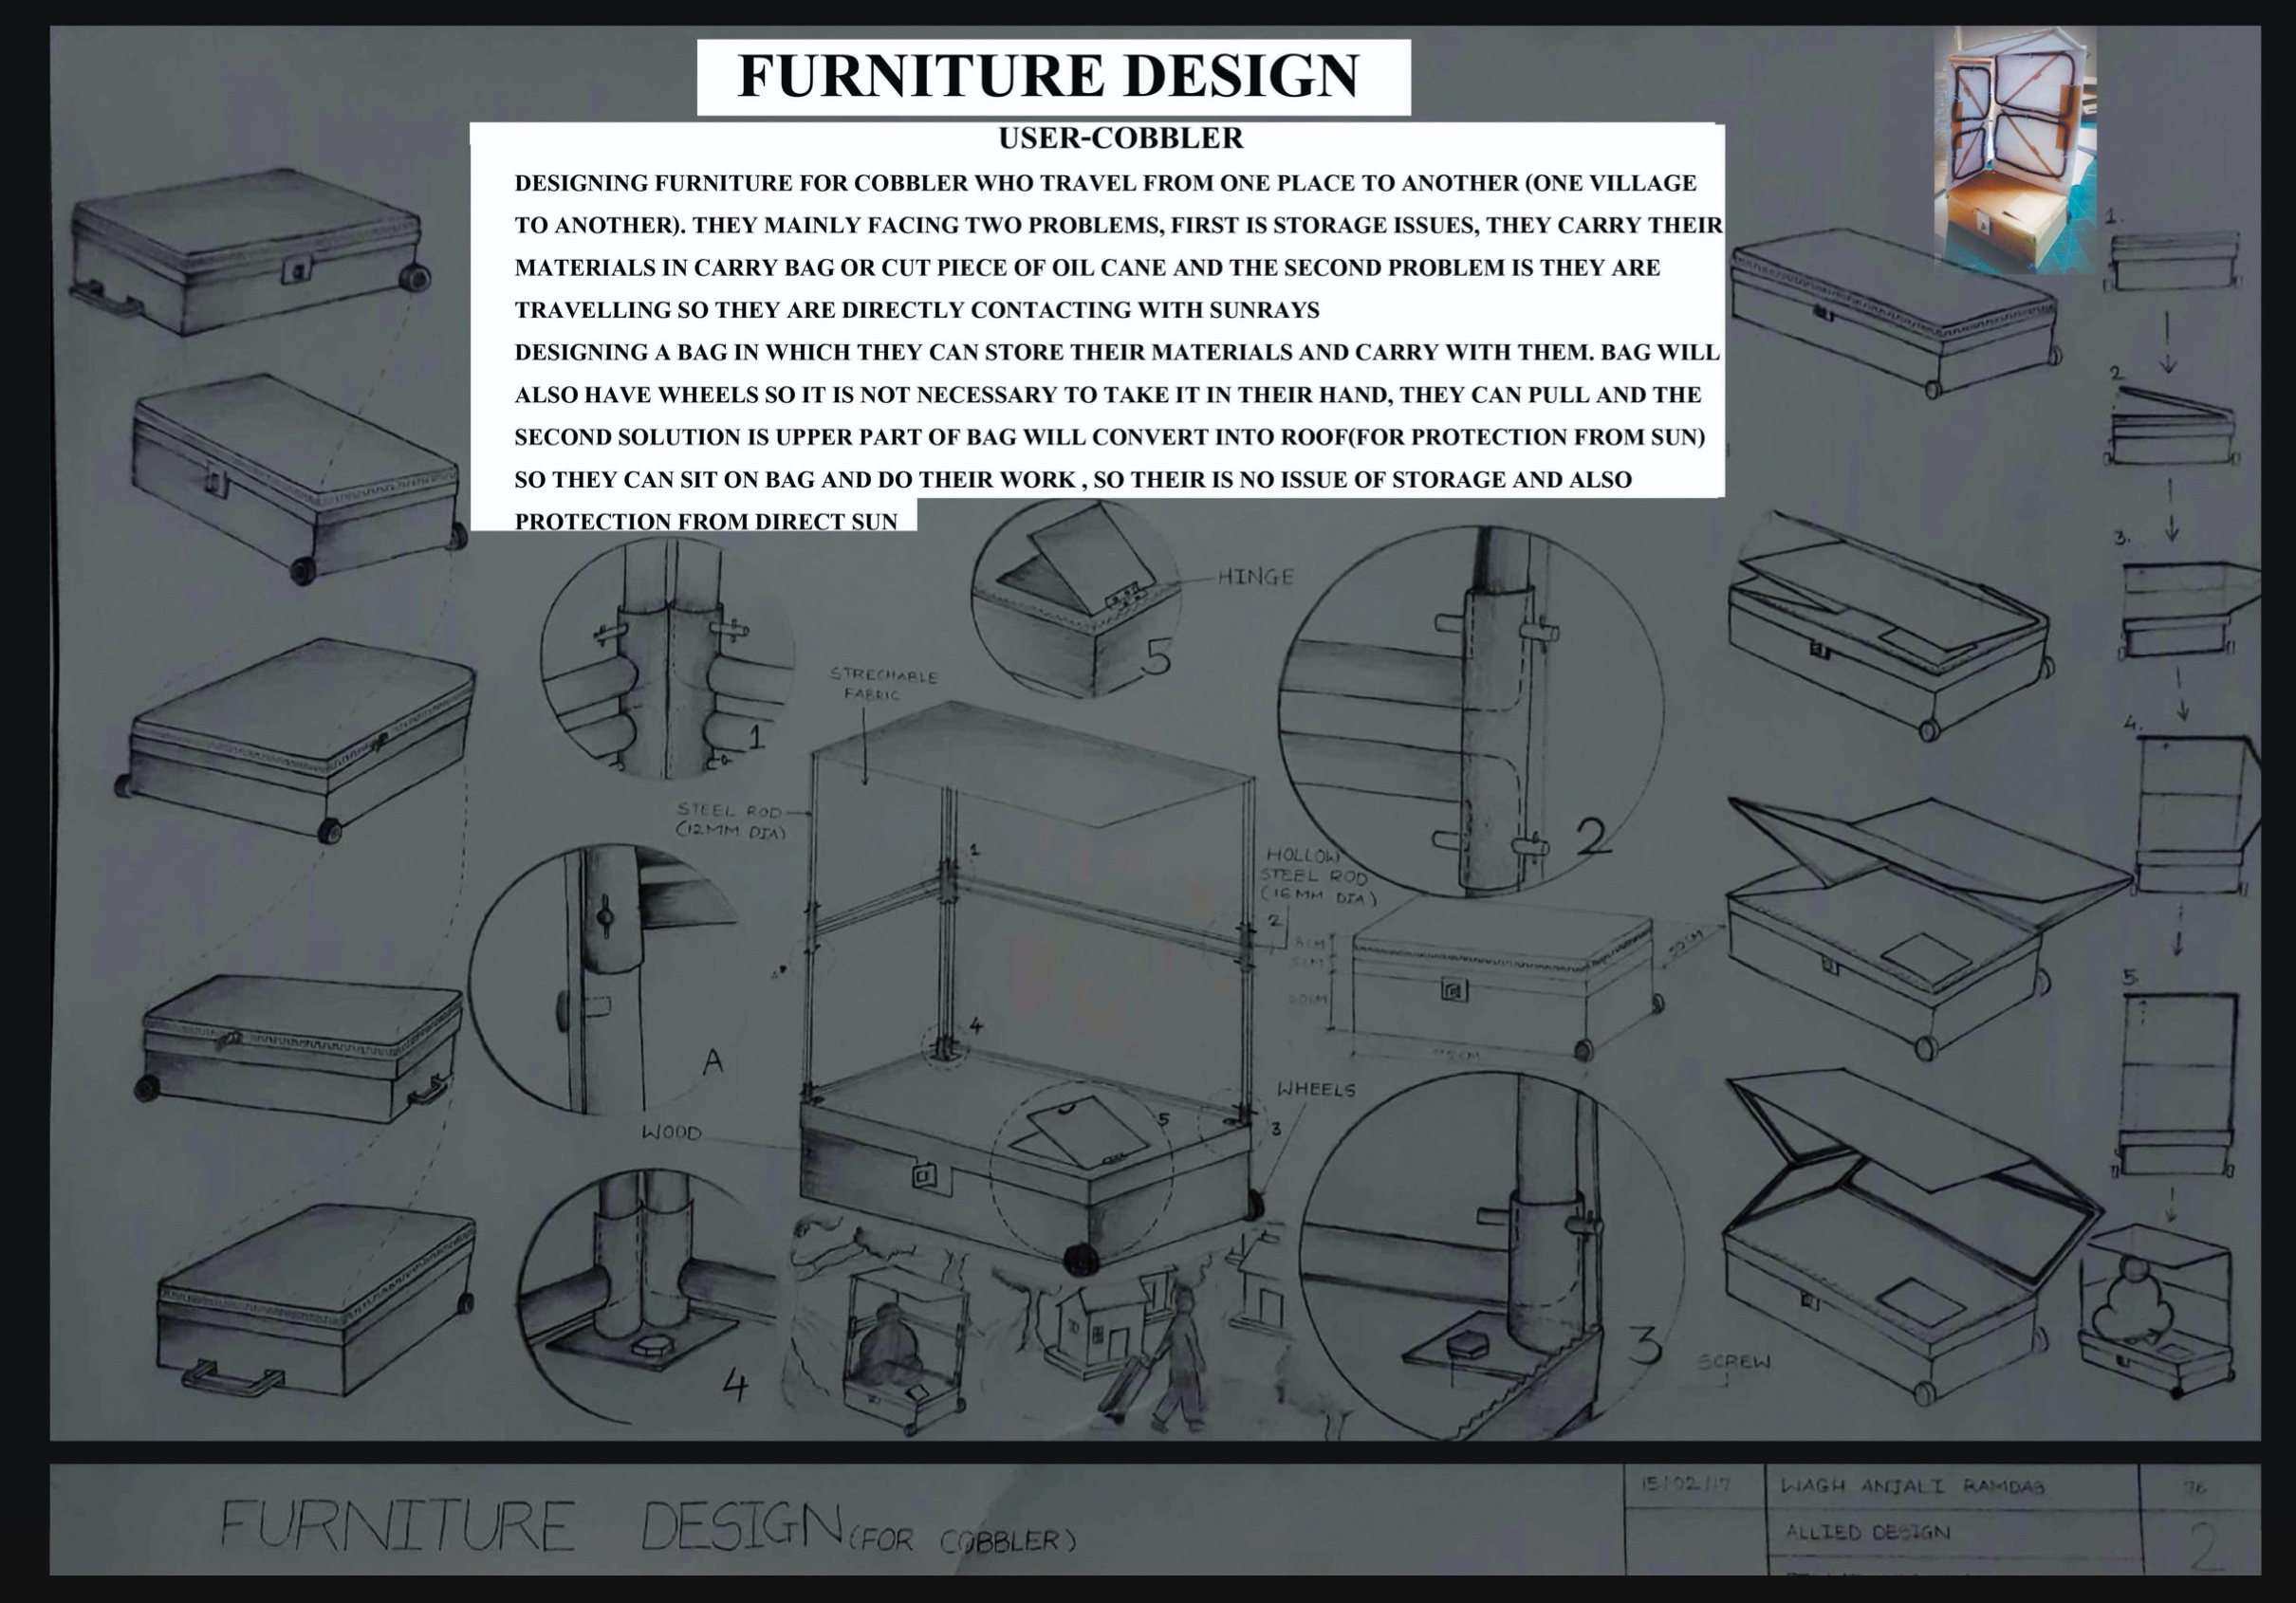 FURNITURE DESIGN
USER-COBBLER
DESIGNING FURNITURE FOR COBBLER WHO TRAVEL FROM ONE PLACE TO ANOTHER (ONE VILLAGE
TO ANOTHER). THEY MAINLY FACING TWO PROBLEMS, FIRST IS STORAGE ISSUES, THEY CARRY THEIR
MATERIALS IN CARRY BAG OR CUT PIECE OF OIL CANE AND THE SECOND PROBLEM IS THEY ARE
TRAVELLING SO THEY ARE DIRECTLY CONTACTING WITH SUNRAYS
DESIGNING A BAG IN WHICH THEY CAN STORE THEIR MATERIALS AND CARRY WITH THEM. BAG WILL
ALSO HAVE WHEELS SO IT IS NOT NECESSARY TO TAKE IT IN THEIR HAND, THEY CAN PULL AND THE
SECOND SOLUTION IS UPPER PART OF BAG WILL CONVERT INTO ROOF(FOR PROTECTION FROM SUN)
SO THEY CAN SIT ON BAG AND DO THEIR WORK , SO THEIR IS NO ISSUE OF STORAGE AND ALSO
PROTECTION FROM DIRECT SUN
HINGE
5
STRECHABLE
FABRIC
1
STEEL ROD
(12MM DIA)
2
HOLLOW
STEEL ROD
(16MM DIA)
1
2
A
4
WOOD
5
3
WHEELS
75CM
4
3
SCREW
1.
2
3.
4.
5.
FURNITURE DESIGN (FOR COBBLER)
15/02/17
WAGH ANJALI RAMDAS
76
ALLIED DESIGN
2